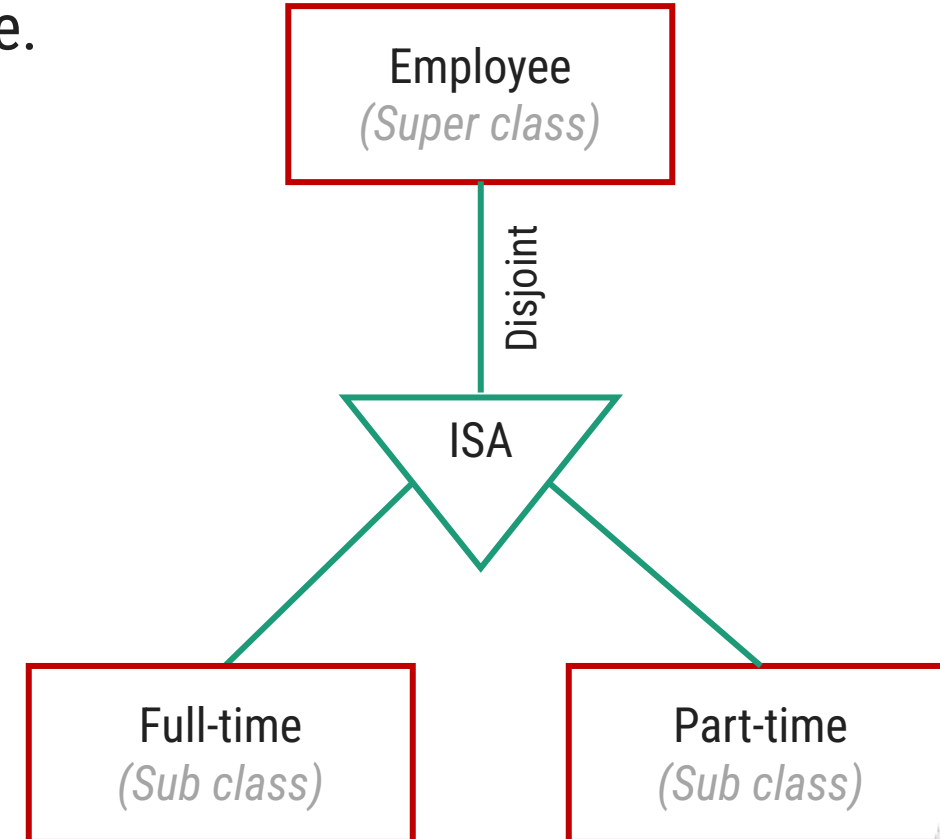 e.
Employee
(Super class)
Disjoint
ISA
Full-time
(Sub class)
Part-time
(Sub class)